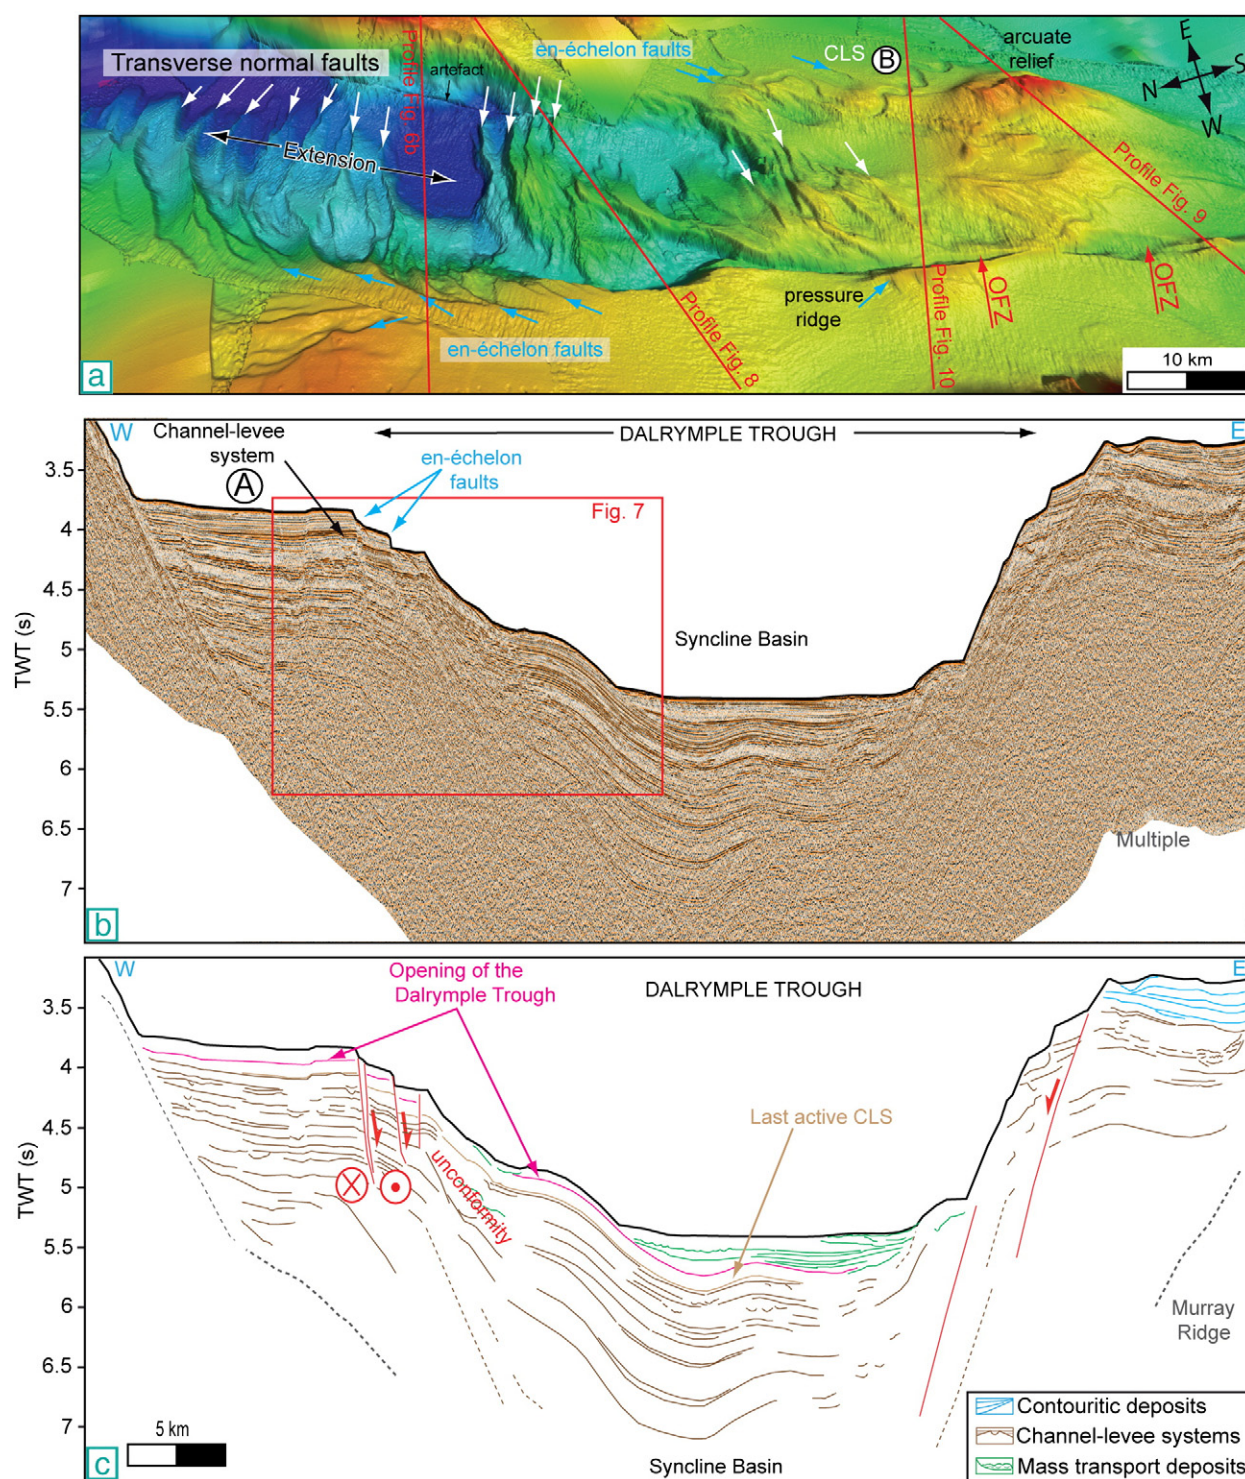 en-échelon faults
CLS
B
arcuate
relief
E
N
S
W
Transverse normal faults
artefact
Profile Fig. 6b
Extension
Profile Fig. 9
OFZ
OFZ
pressure
ridge
Profile Fig. 8
Profile Fig. 10
en-échelon faults
10 km
a
W
Channel-levee
system
A
en-échelon
faults
DALRYMPLE TROUGH
E
Fig. 7
Syncline Basin
TWT (s)
3.5
4
4.5
5
5.5
6
6.5
7
Multiple
b
W
Opening of the
Dalrymple Trough
DALRYMPLE TROUGH
E
TWT (s)
3.5
4
4.5
5
5.5
6
6.5
7
Last active CLS
unconformity
Murray
Ridge
5 km
Syncline Basin
Contouritic deposits
Channel-levee systems
Mass transport deposits
c